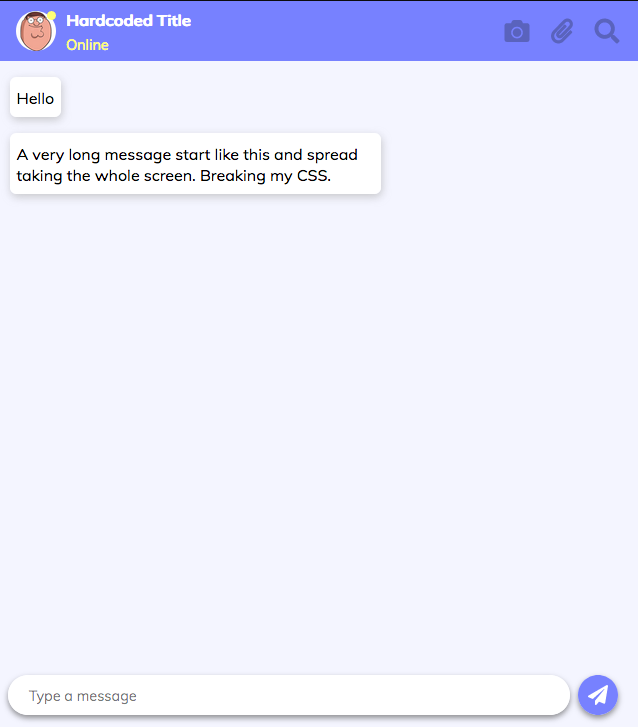 Hardcoded Title
Online
Hello
A very long message start like this and spread
taking the whole screen. Breaking my CSS.
Type a message